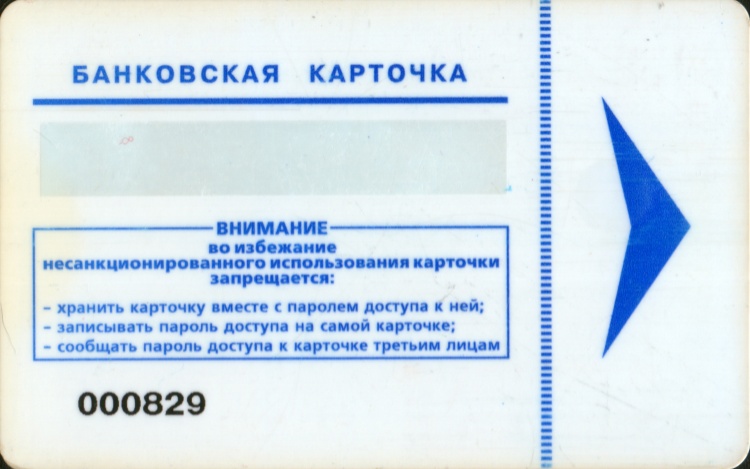 БАНКОВСКАЯ КАРТОЧКА
ВНИМАНИЕ
во избежание
несанкционированного использования карточки
запрещается:
– хранить карточку вместе с паролем доступа к ней;
– записывать пароль доступа на самой карточке;
– сообщать пароль доступа к карточке третьим лицам
000829